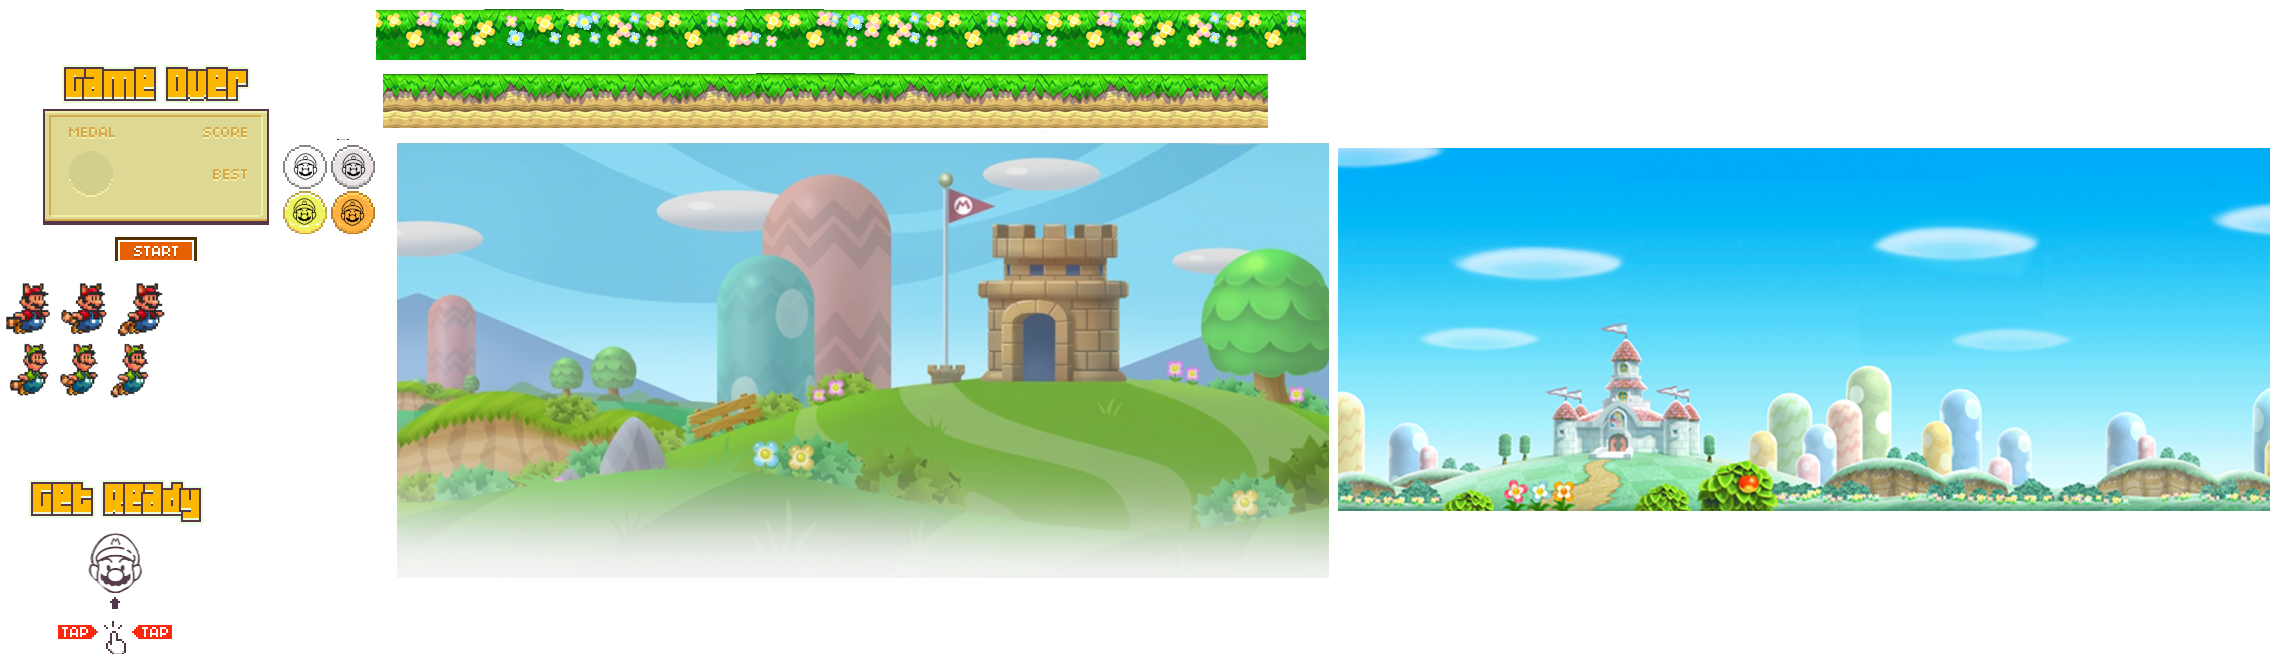 Game Over
MEDAL SCORE
BEST
START
M
Get Ready
M
TAP TAP